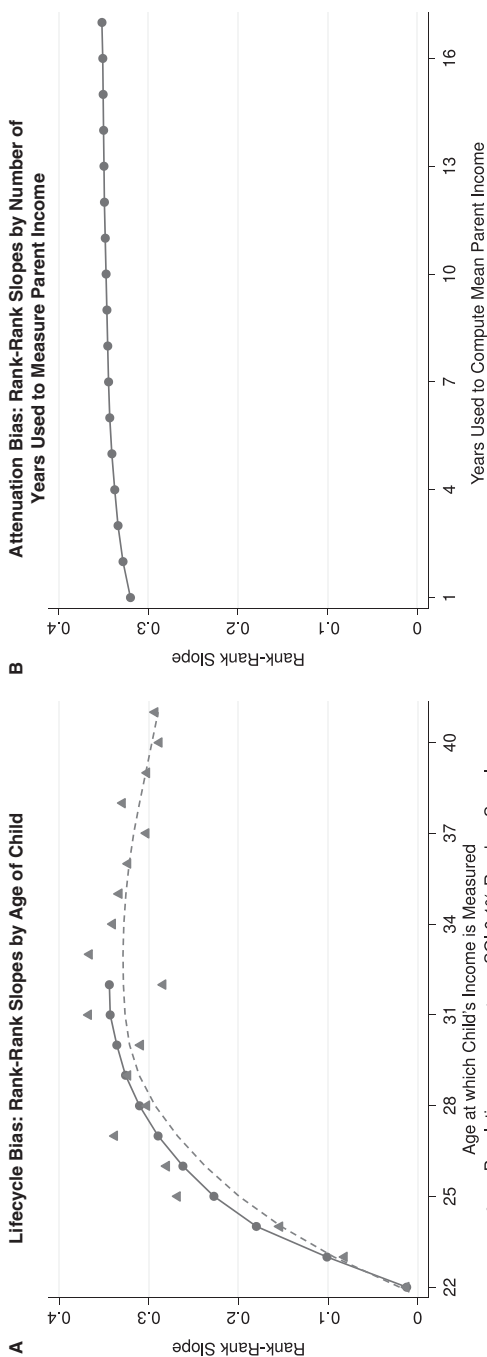 A
Lifecycle Bias: Rank-Rank Slopes by Age of Child
Rank-Rank Slope
0.4
0.3
0.2
0.1
0
22
25
28
31
34
37
40
Age at which Child's Income is Measured
B
Attenuation Bias: Rank-Rank Slopes by Number of
Years Used to Measure Parent Income
Rank-Rank Slope
0.4
0.3
0.2
0.1
0
1
4
7
10
13
16
Years Used to Compute Mean Parent Income